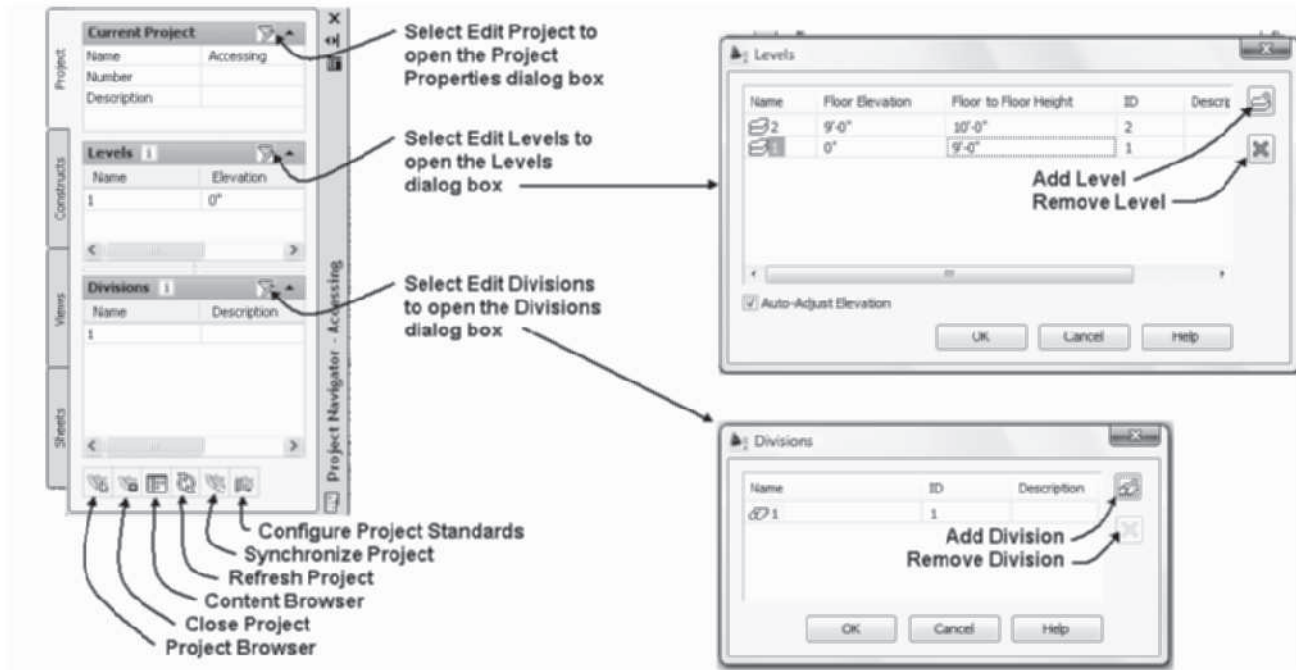 Project
Constructs
Views
Sheets
Current Project
Name Accessing
Number
Description
Levels
Name Elevation
1 0"
Divisions
Name Description
1
Project Navigator - Accessing
Select Edit Project to
open the Project
Properties dialog box
Select Edit Levels to
open the Levels
dialog box
Select Edit Divisions
to open the Divisions
dialog box
Configure Project Standards
Synchronize Project
Refresh Project
Content Browser
Close Project
Project Browser
Levels
Name Floor Elevation Floor to Floor Height ID Descrip
2 9'-0" 10'-0" 2
1 0" 9'-0" 1
Add Level
Remove Level
Auto-Adjust Elevation
OK Cancel Help
Divisions
Name ID Description
1 1
Add Division
Remove Division
OK Cancel Help